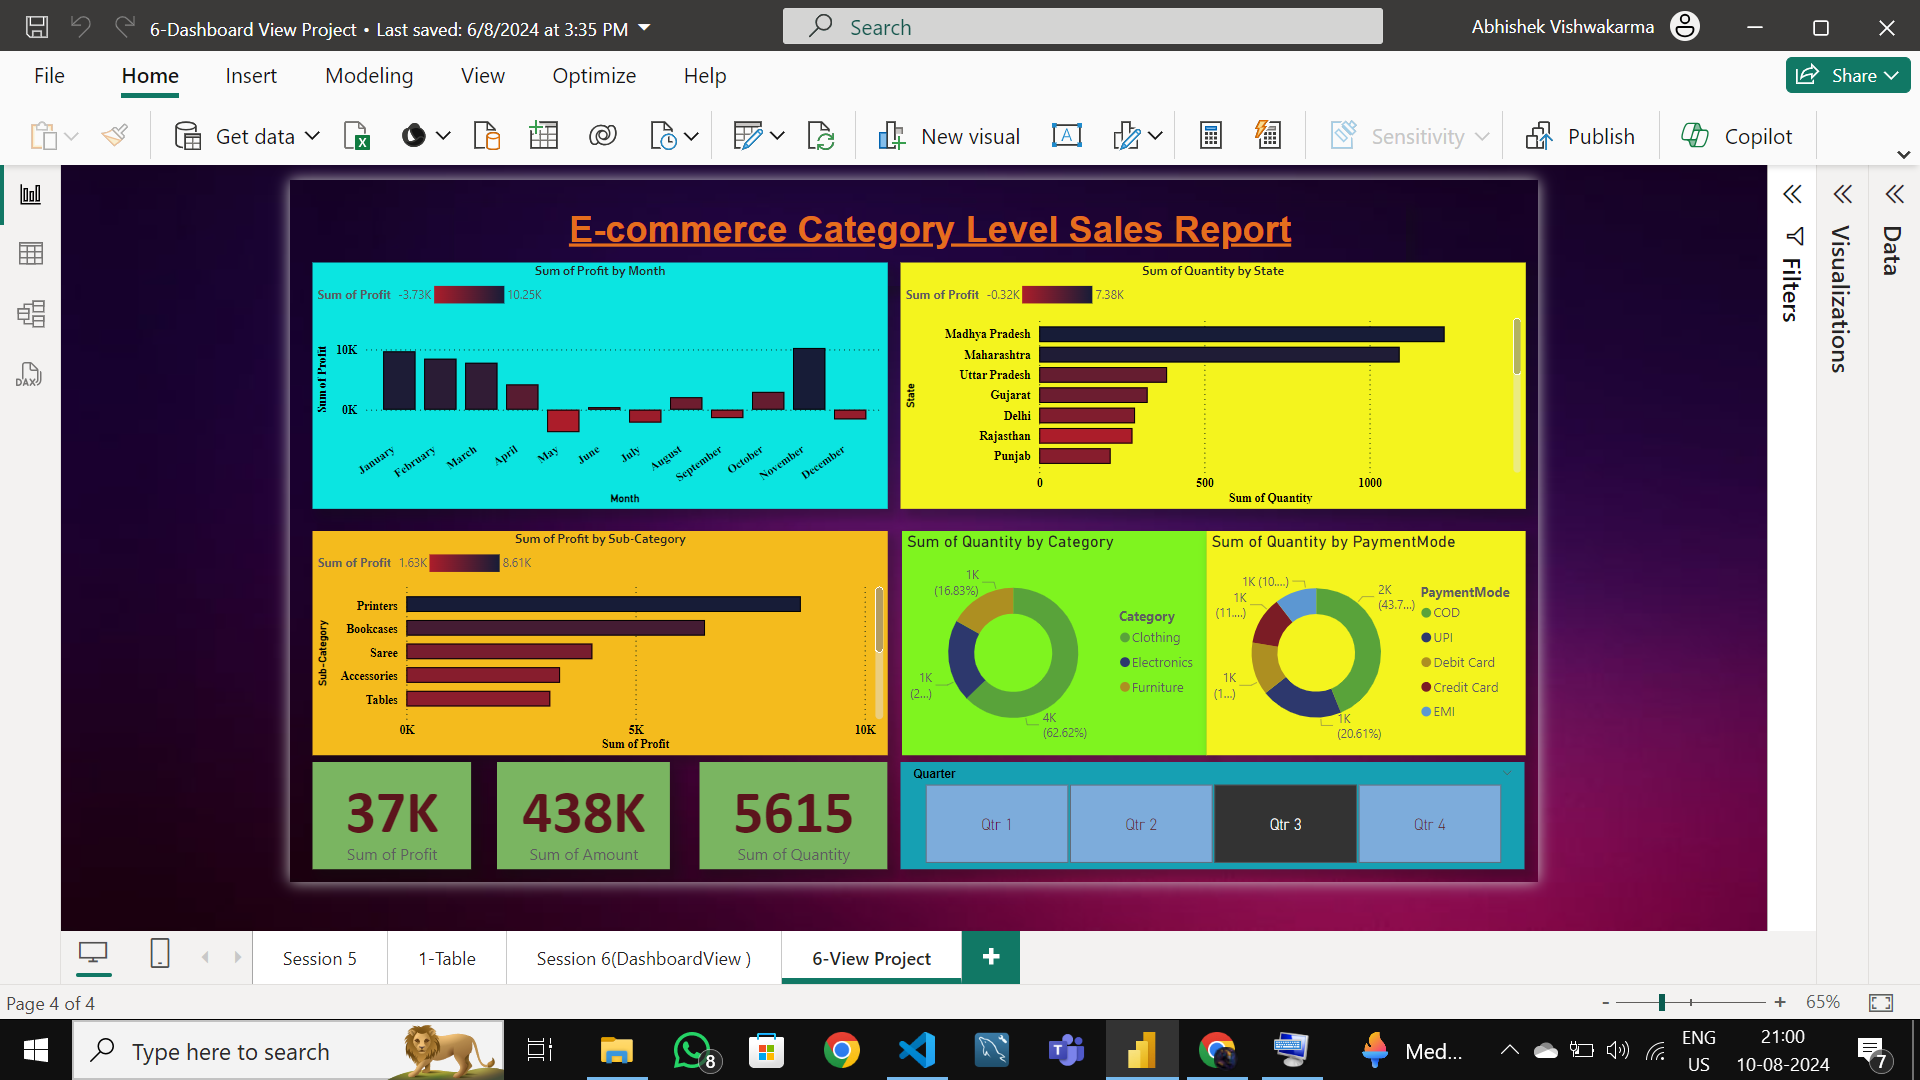 6-Dashboard View Project • Last saved: 6/8/2024 at 3:35 PM
Search
Abhishek Vishwakarma
File Home Insert Modeling View Optimize Help
Share
Get data
New visual
Sensitivity
Publish
Copilot
E-commerce Category Level Sales Report
Sum of Profit by Month
Sum of Profit -3.73K 10.25K
Sum of Profit
10K
0K
January February March April May June July August September October November December
Month
Sum of Quantity by State
Sum of Profit -0.32K 7.38K
State
Madhya Pradesh
Maharashtra
Uttar Pradesh
Gujarat
Delhi
Rajasthan
Punjab
0 500 1000
Sum of Quantity
Sum of Profit by Sub-Category
Sum of Profit 1.63K 8.61K
Sub-Category
Printers
Bookcases
Saree
Accessories
Tables
0K 5K 10K
Sum of Profit
Sum of Quantity by Category
1K
(16.83%)
1K
(2...)
4K
(62.62%)
Category
Clothing
Electronics
Furniture
Sum of Quantity by PaymentMode
1K (10....)
1K
(11....)
1K
(1...)
2K
(43.7...)
1K
(20.61%)
PaymentMode
COD
UPI
Debit Card
Credit Card
EMI
37K
Sum of Profit
438K
Sum of Amount
5615
Sum of Quantity
Quarter
Qtr 1 Qtr 2 Qtr 3 Qtr 4
Filters
Visualizations
Data
DAX
Session 5 1-Table Session 6(DashboardView ) 6-View Project
Page 4 of 4
- + 65%
Type here to search
8
Med...
ENG
US
21:00
10-08-2024
7